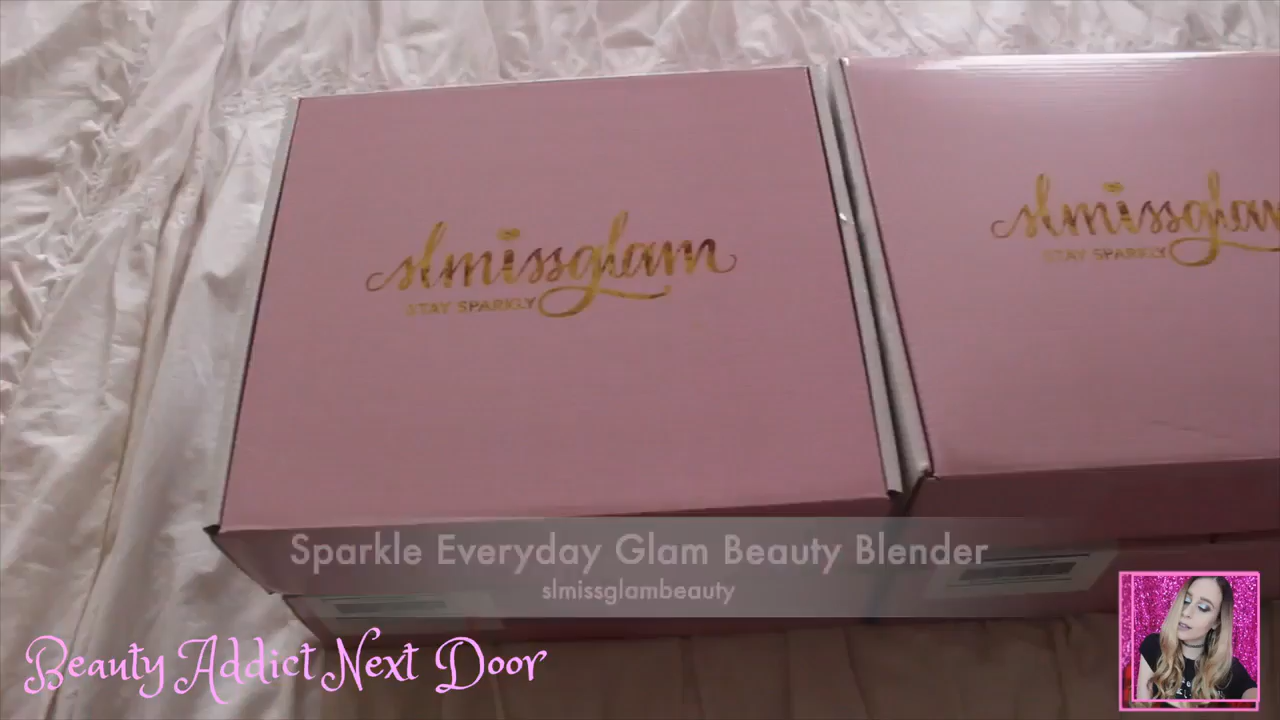 slmissglam
STAY SPARKLY
slmissglam
STAY SPARKLY
Sparkle Everyday Glam Beauty Blender
slmissglambeauty
Beauty Addict Next Door